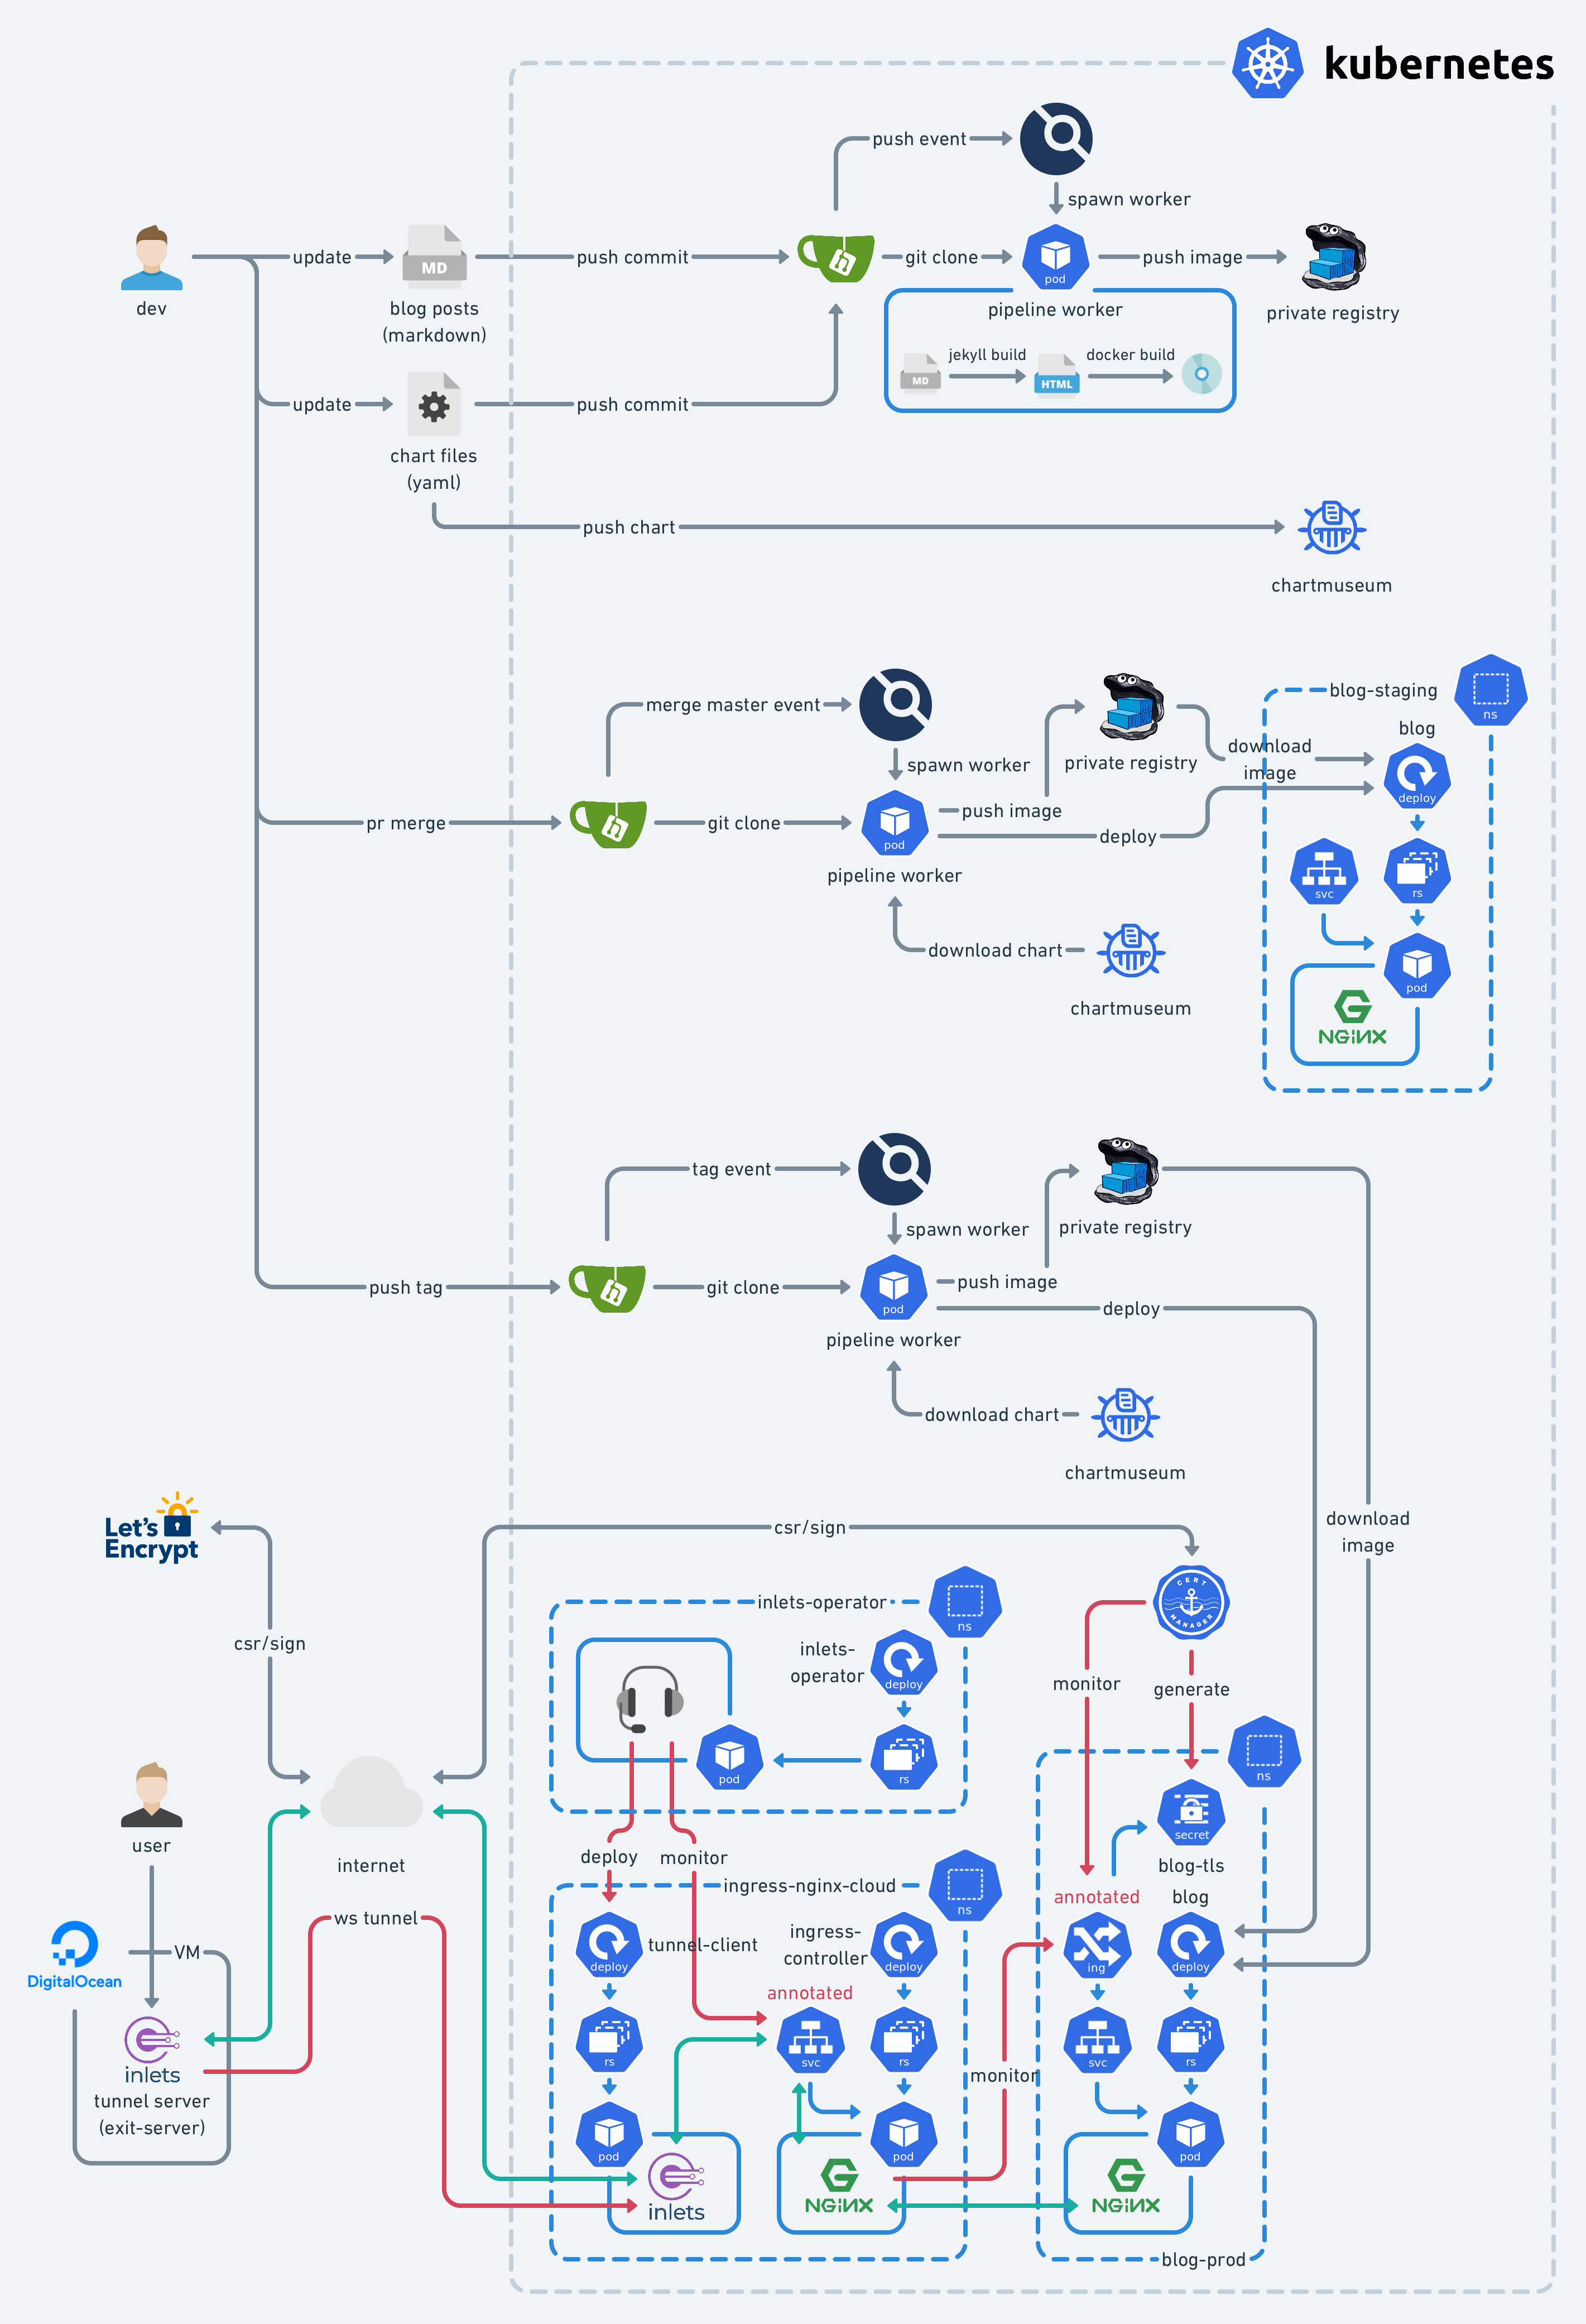 kubernetes
push event
spawn worker
update
MD
push commit
git clone
pod
push image
dev
blog posts
(markdown)
pipeline worker
private registry
MD
jekyll build
HTML
docker build
update
push commit
chart files
(yaml)
push chart
chartmuseum
merge master event
spawn worker
private registry
blog-staging
ns
blog
download
image
deploy
pr merge
git clone
pod
push image
deploy
pipeline worker
svc
rs
download chart
pod
chartmuseum
NGINX
tag event
spawn worker
private registry
push tag
git clone
pod
push image
deploy
pipeline worker
download chart
chartmuseum
Let's
Encrypt
csr/sign
download
image
csr/sign
CERT
MANAGER
inlets-operator
ns
inlets-
operator
deploy
monitor
generate
pod
rs
ns
secret
blog-tls
user
internet
deploy
monitor
ingress-nginx-cloud
ns
annotated
blog
ws tunnel
DigitalOcean
VM
deploy
tunnel-client
ingress-
controller
deploy
ing
deploy
annotated
inlets
tunnel server
(exit-server)
rs
svc
rs
monitor
svc
rs
pod
pod
pod
inlets
NGINX
NGINX
blog-prod